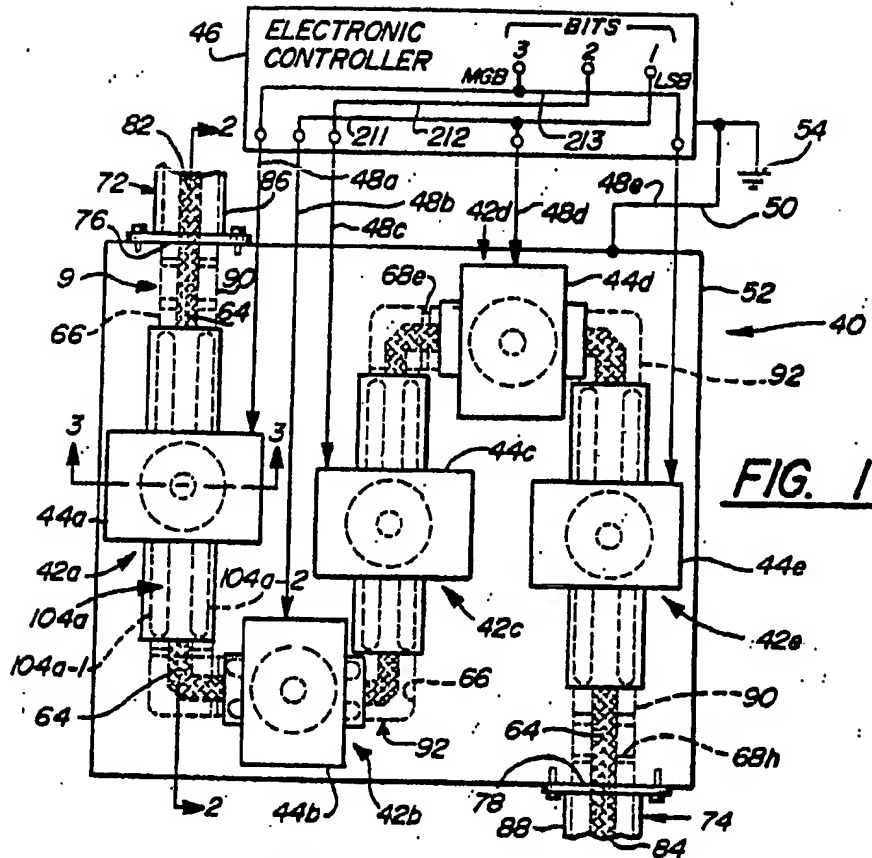 46
ELECTRONIC CONTROLLER
BITS
3 2 1
MGB LSB
211 212 213
54
82 2
72 86 48a 48e
76 48b 48c 42d 48d 50
9 90 68e 44d 52
66 64 40
92
3 3 44c
FIG. 1
44a 44e
42a
104a-2 42c 42e
104a
104a-1
66 90
64 64
92 68h
2 78 74
44b 42b 88
84